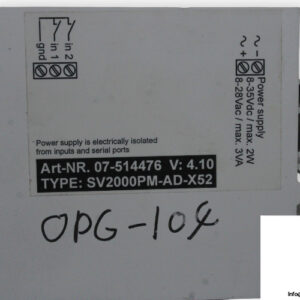 gnd
in 1
in 2
+ -
8-35Vdc / max. 2W
8-28Vac / max. 3VA
Power supply
Power supply is electrically isolated
from inputs and serial ports
Art-NR. 07-514476 V: 4.10
TYPE: SV2000PM-AD-X52
OPG-104